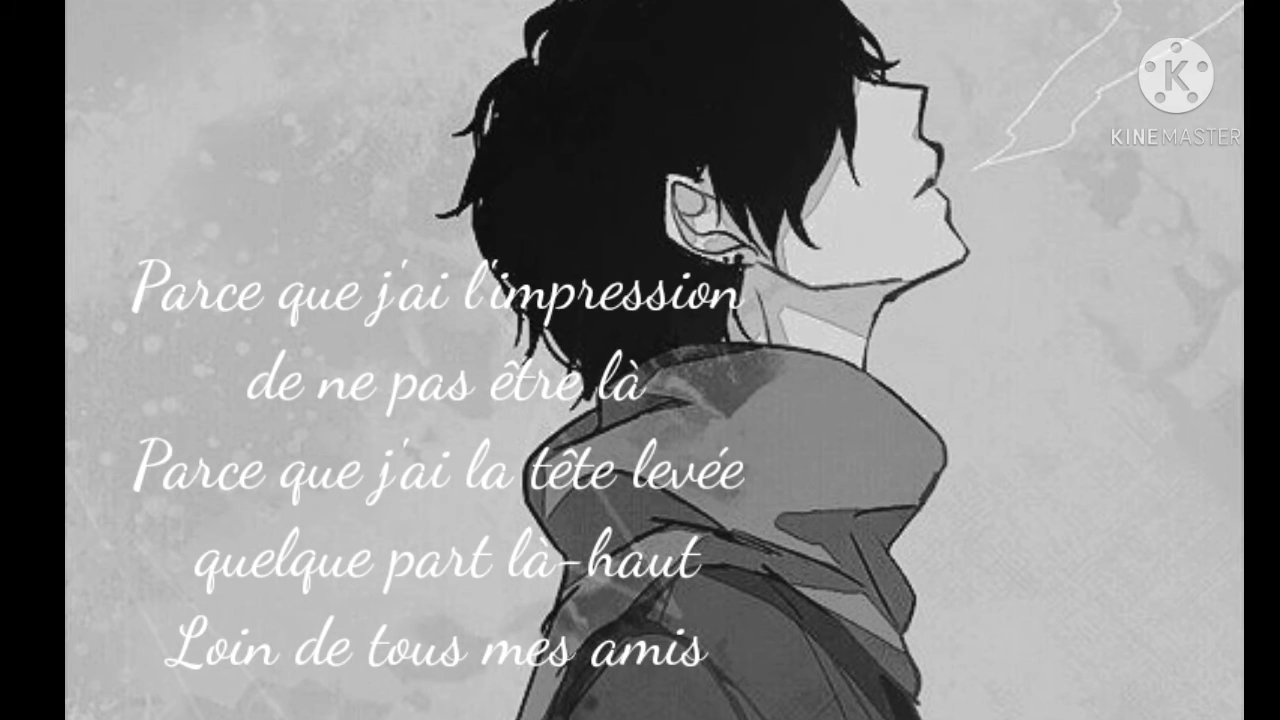 Parce que j'ai l'impression
de ne pas être là
Parce que j'ai la tête levée
quelque part là-haut
Loin de tous mes amis
K
KINEMASTER